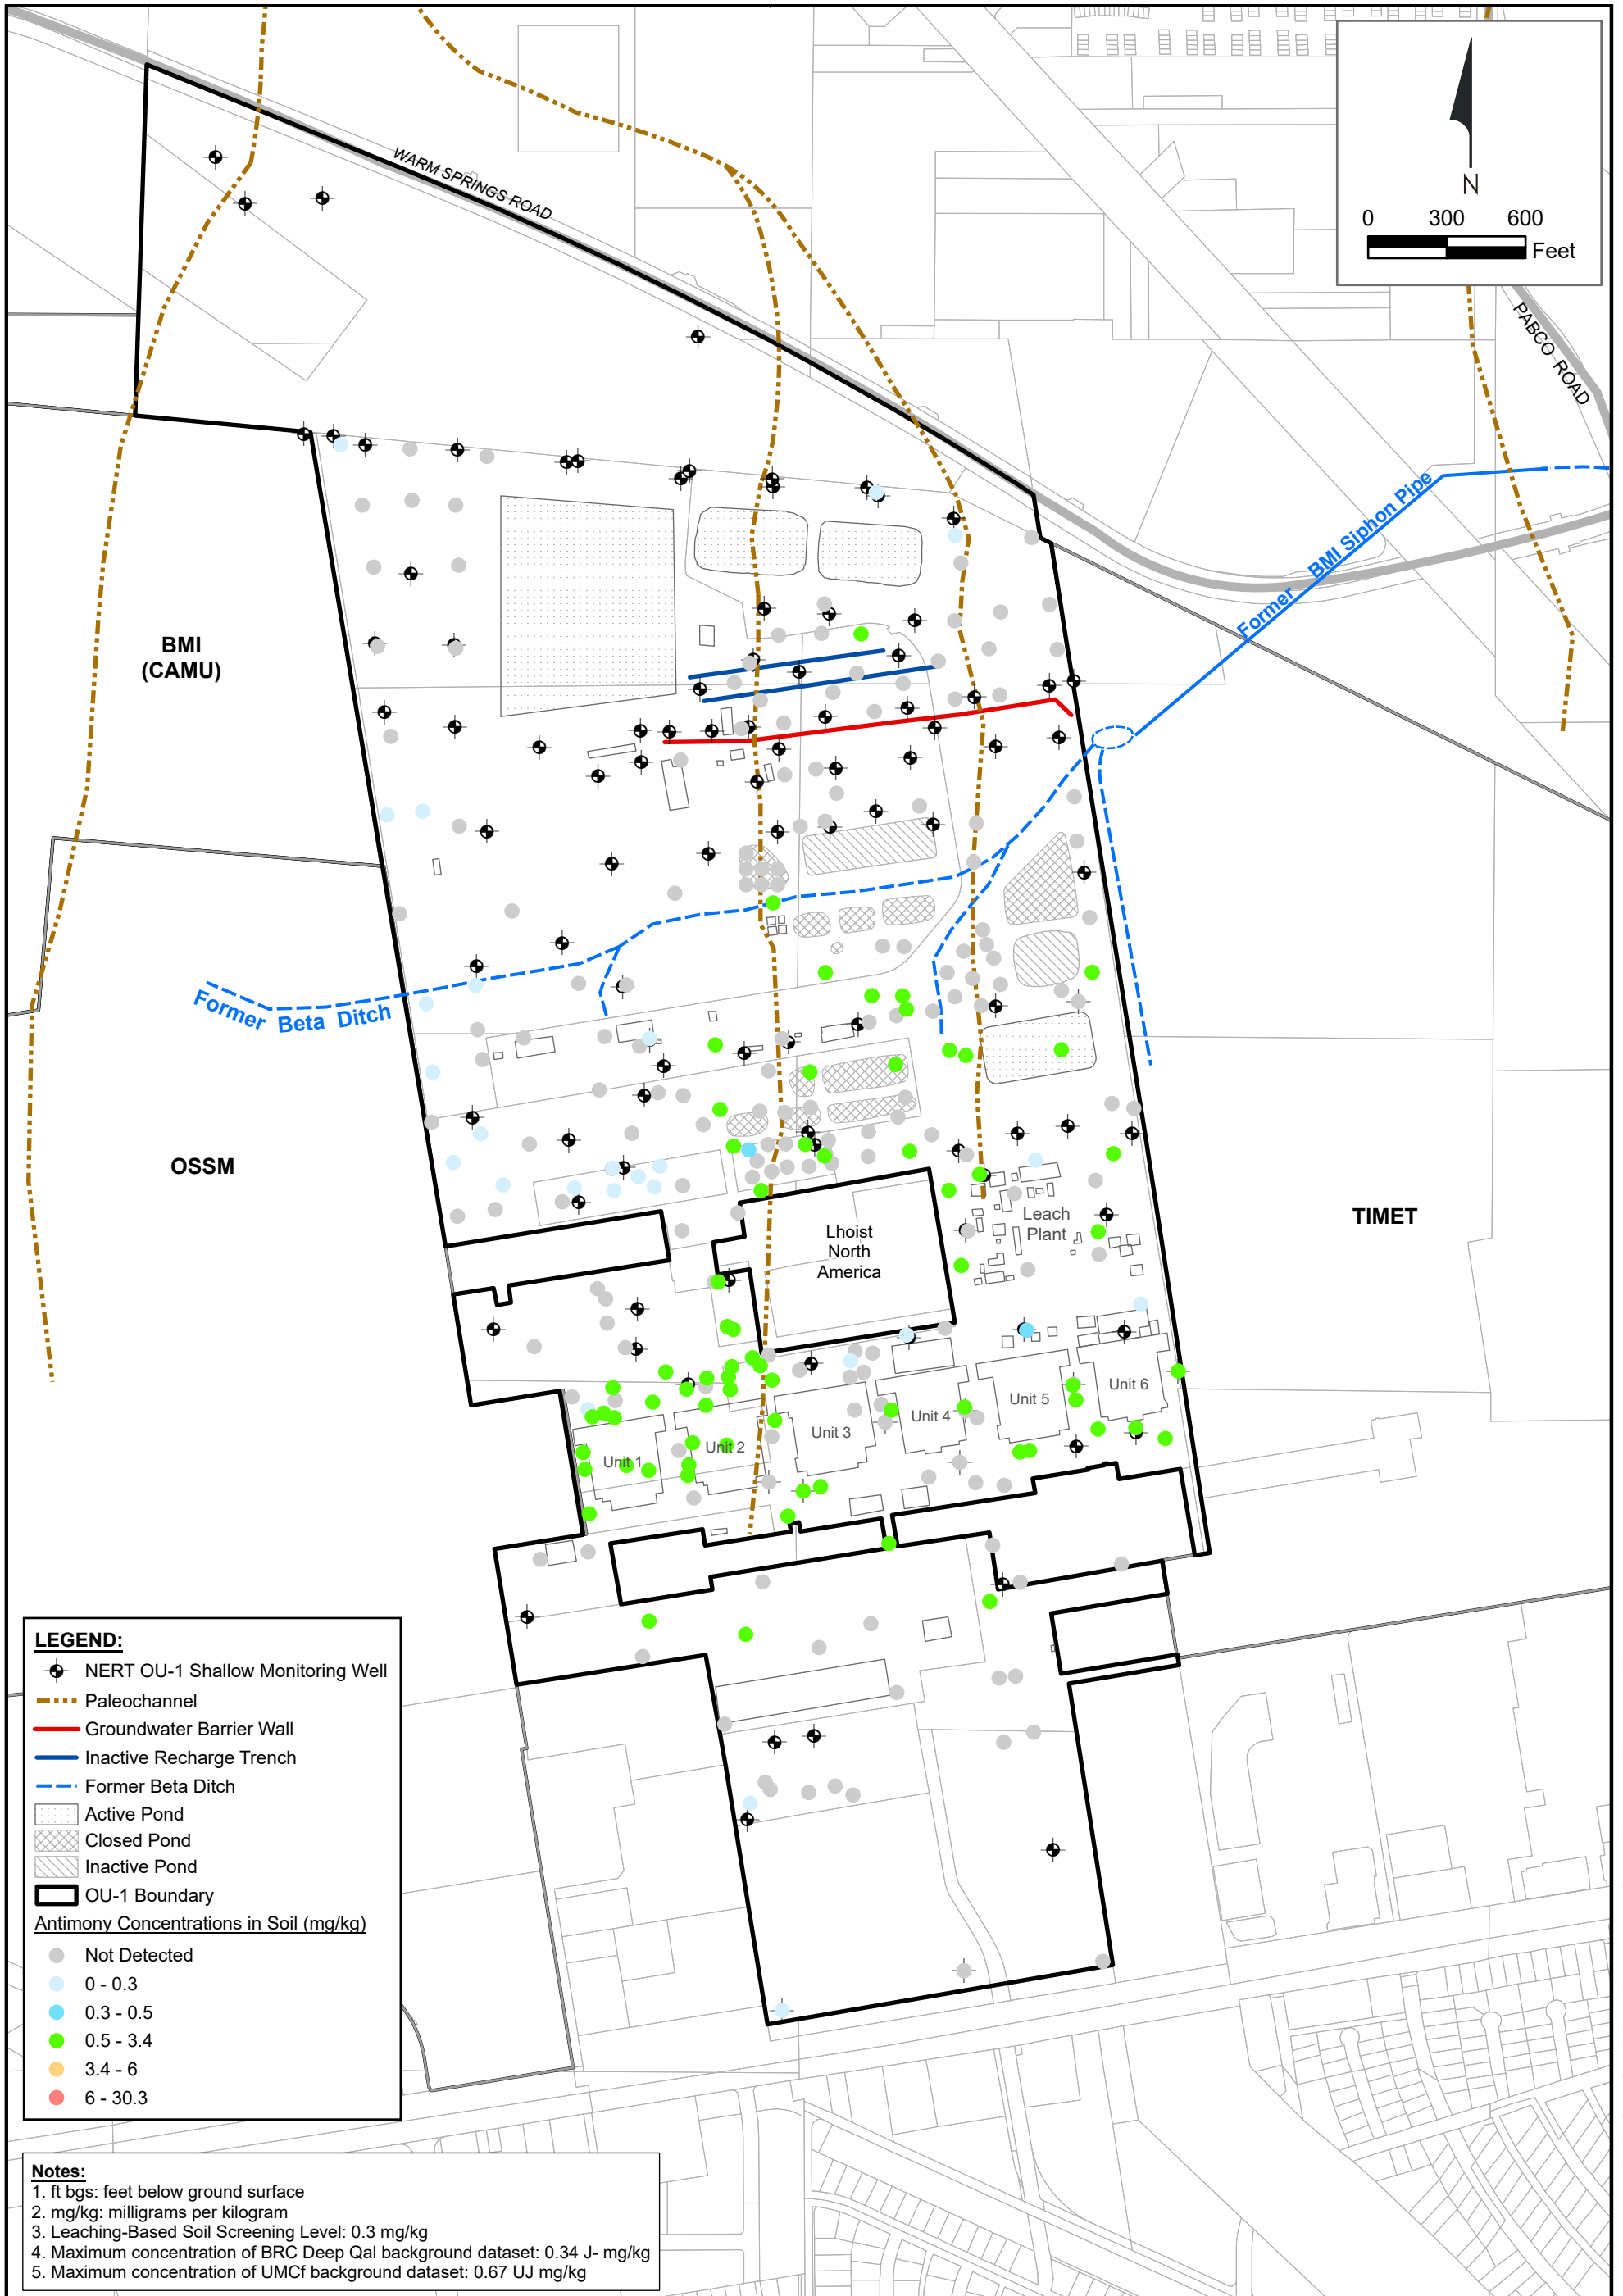 WARM SPRINGS ROAD
N
0 300 600
Feet
PABCO ROAD
Former BMI Siphon Pipe
BMI
(CAMU)
Former Beta Ditch
OSSM
TIMET
Lhoist
North
America
Leach
Plant
Unit 1
Unit 2
Unit 3
Unit 4
Unit 5
Unit 6
LEGEND:
NERT OU-1 Shallow Monitoring Well
Paleochannel
Groundwater Barrier Wall
Inactive Recharge Trench
Former Beta Ditch
Active Pond
Closed Pond
Inactive Pond
OU-1 Boundary
Antimony Concentrations in Soil (mg/kg)
Not Detected
0 - 0.3
0.3 - 0.5
0.5 - 3.4
3.4 - 6
6 - 30.3
Notes:
1. ft bgs: feet below ground surface
2. mg/kg: milligrams per kilogram
3. Leaching-Based Soil Screening Level: 0.3 mg/kg
4. Maximum concentration of BRC Deep Qal background dataset: 0.34 J- mg/kg
5. Maximum concentration of UMCf background dataset: 0.67 UJ mg/kg